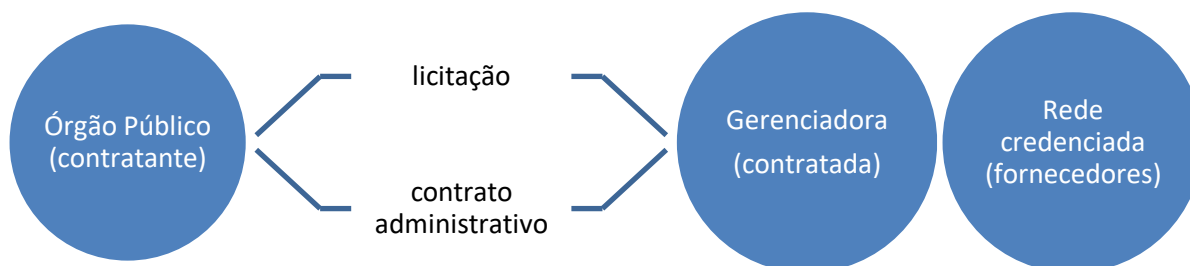 Órgão Público
(contratante)
licitação
contrato
administrativo
Gerenciadora
(contratada)
Rede
credenciada
(fornecedores)